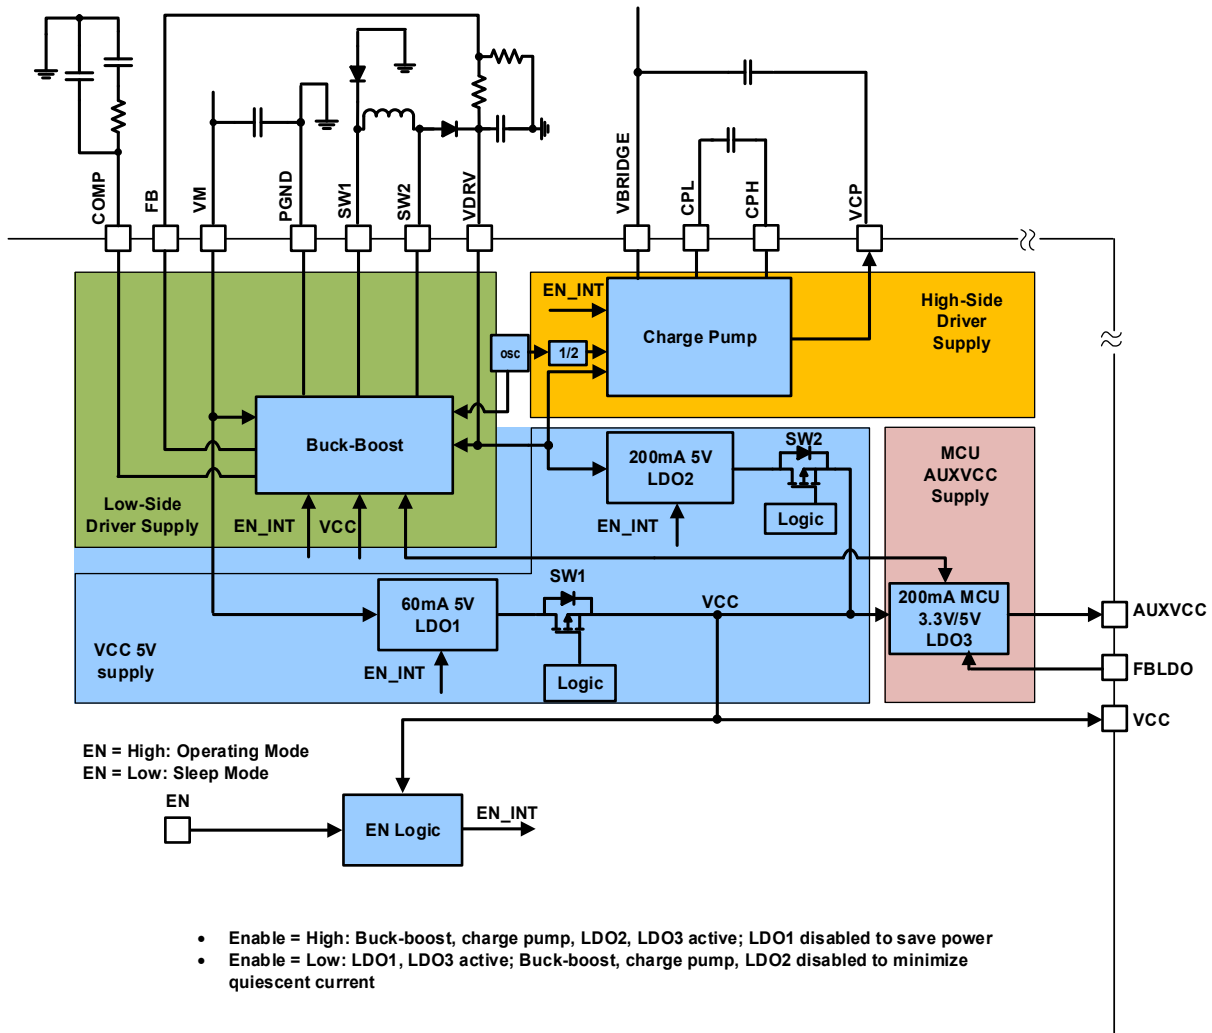 COMP
FB
VM
PGND
SW1
SW2
VDRV
VBRIDGE
CPL
CPH
VCP
EN_INT
Charge Pump
High-Side
Driver
Supply
osc
1/2
Buck-Boost
Low-Side
Driver Supply
EN_INT
VCC
200mA 5V
LDO2
SW2
Logic
EN_INT
MCU
AUXVCC
Supply
60mA 5V
LDO1
SW1
Logic
EN_INT
VCC
VCC 5V
supply
200mA MCU
3.3V/5V
LDO3
AUXVCC
FBLDO
VCC
EN = High: Operating Mode
EN = Low: Sleep Mode
EN
EN Logic
EN_INT
• Enable = High: Buck-boost, charge pump, LDO2, LDO3 active; LDO1 disabled to save power
• Enable = Low: LDO1, LDO3 active; Buck-boost, charge pump, LDO2 disabled to minimize
quiescent current